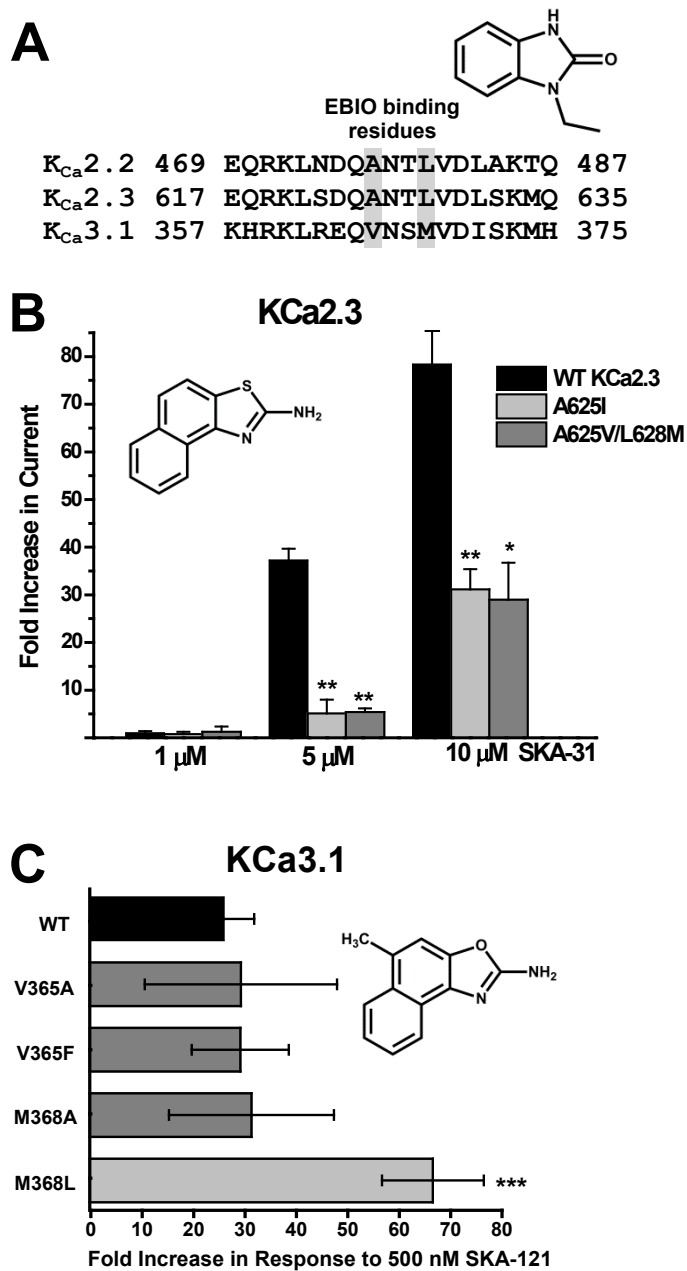 A
H
N
O
N
EBIO binding
residues
KCa2.2 469 EQRKLNDQANTLVDLAKTQ 487
KCa2.3 617 EQRKLSDQANTLVDLSKMQ 635
KCa3.1 357 KHRKLREQVNSMVDISKMH 375
B
KCa2.3
Fold Increase in Current
80
70
60
50
40
30
20
10
S
NH2
N
WT KCa2.3
A625I
A625V/L628M
** **
** *
1 µM 5 µM 10 µM SKA-31
C
KCa3.1
WT
V365A
V365F
M368A
M368L
H3C
O
NH2
N
***
0 10 20 30 40 50 60 70 80
Fold Increase in Response to 500 nM SKA-121